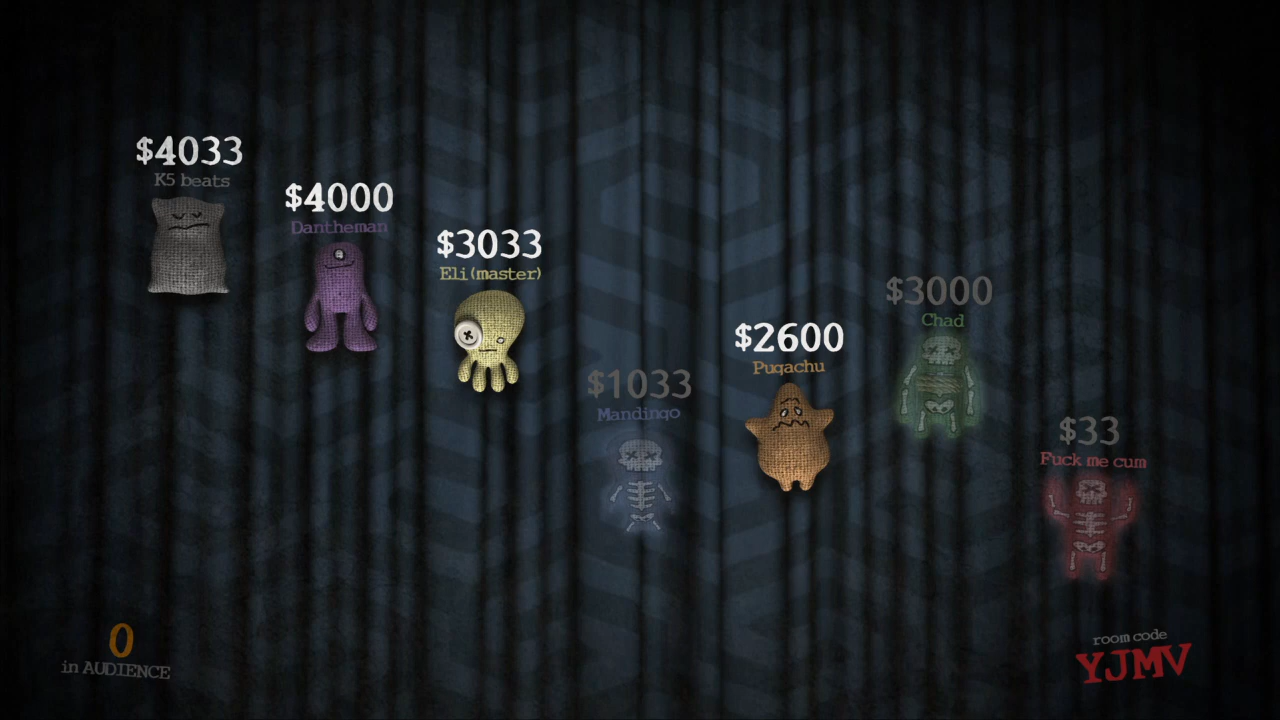 $4033
K5 beats
$4000
Dantheman
$3033
Eli(master)
$1033
Mandinqo
$2600
Puqachu
$3000
Chad
$33
Fuck me cum
0
in AUDIENCE
room code
YJMV